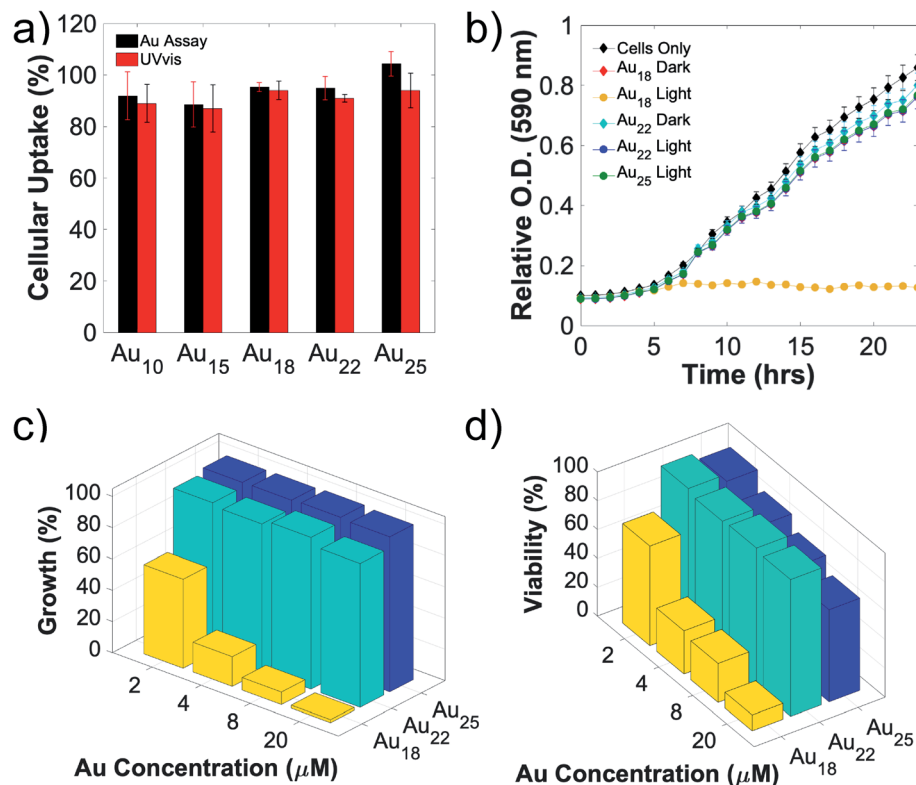 a)
Cellular Uptake (%)
120
100
80
60
40
20
0
Au Assay
UVvis
Au10
Au15
Au18
Au22
Au25
b)
Relative O.D. (590 nm)
1
0.8
0.6
0.4
0.2
0
Cells Only
Au18 Dark
Au18 Light
Au22 Dark
Au22 Light
Au25 Light
0
5
10
15
20
Time (hrs)
c)
Growth (%)
100
80
60
40
20
0
2
4
8
20
Au18
Au22
Au25
Au Concentration (μM)
d)
Viability (%)
100
80
60
40
20
0
2
4
8
20
Au18
Au22
Au25
Au Concentration (μM)